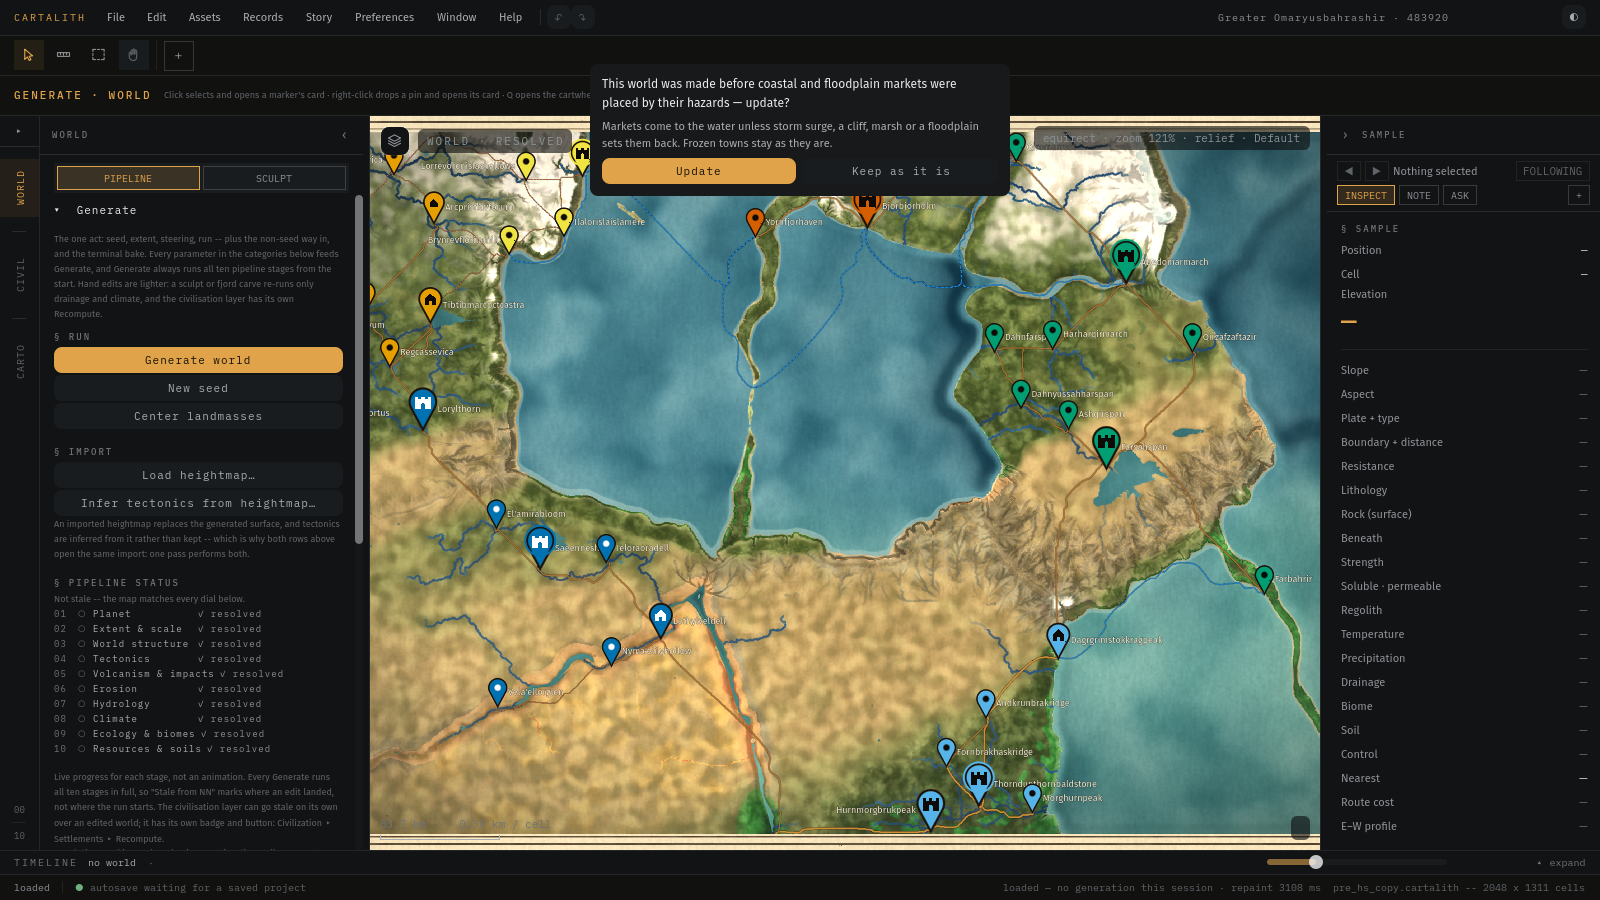 CARTALITH File Edit Assets Records Story Preferences Window Help
Greater Omaryusbahrashir · 483920
+
GENERATE · WORLD Click selects and opens a marker's card · right-click drops a pin and opens its card · Q opens the cartwhe
This world was made before coastal and floodplain markets were
placed by their hazards — update?
Markets come to the water unless storm surge, a cliff, marsh or a floodplain
sets them back. Frozen towns stay as they are.
Update
Keep as it is
WORLD
CIVIL
CARTO
00
10
WORLD
PIPELINE
SCULPT
Generate
The one act: seed, extent, steering, run -- plus the non-seed way in,
and the terminal bake. Every parameter in the categories below feeds
Generate, and Generate always runs all ten pipeline stages from the
start. Hand edits are lighter: a sculpt or fjord carve re-runs only
drainage and climate, and the civilisation layer has its own
Recompute.
§ RUN
Generate world
New seed
Center landmasses
§ IMPORT
Load heightmap…
Infer tectonics from heightmap…
An imported heightmap replaces the generated surface, and tectonics
are inferred from it rather than kept -- which is why both rows above
open the same import: one pass performs both.
§ PIPELINE STATUS
Not stale -- the map matches every dial below.
01 ○ Planet √ resolved
02 ○ Extent & scale √ resolved
03 ○ World structure √ resolved
04 ○ Tectonics √ resolved
05 ○ Volcanism & impacts √ resolved
06 ○ Erosion √ resolved
07 ○ Hydrology √ resolved
08 ○ Climate √ resolved
09 ○ Ecology & biomes √ resolved
10 ○ Resources & soils √ resolved
Live progress for each stage, not an animation. Every Generate runs
all ten stages in full, so "Stale from NN" marks where an edit landed,
not where the run starts. The civilisation layer can go stale on its own
over an edited world; it has its own badge and button: Civilization ▸
Settlements ▸ Recompute.
WORLD · RESOLVED
equirect · zoom 121% · relief · Default
Halorislaislamere
Yornfjorhaven
Bjorbjorhokn
Regcassevica
Lorylthorn
Dahnyussahharspan
El'amirabloom
Farbahrir
Dagrgrimstokkragpeak
Andkrunbrakridge
Fornbrakhaskridge
Thorndunthornbaldstone
Morghurnpeak
Hurnmorgbrukpeak
km / cell
SAMPLE
Nothing selected
FOLLOWING
INSPECT NOTE ASK +
§ SAMPLE
Position —
Cell —
Elevation
—
Slope —
Aspect —
Plate + type —
Boundary + distance —
Resistance —
Lithology —
Rock (surface) —
Beneath —
Strength —
Soluble · permeable —
Regolith —
Temperature —
Precipitation —
Drainage —
Biome —
Soil —
Control —
Nearest —
Route cost —
E–W profile —
TIMELINE no world ·
expand
loaded
autosave waiting for a saved project
loaded — no generation this session · repaint 3108 ms pre_hs_copy.cartalith -- 2048 x 1311 cells